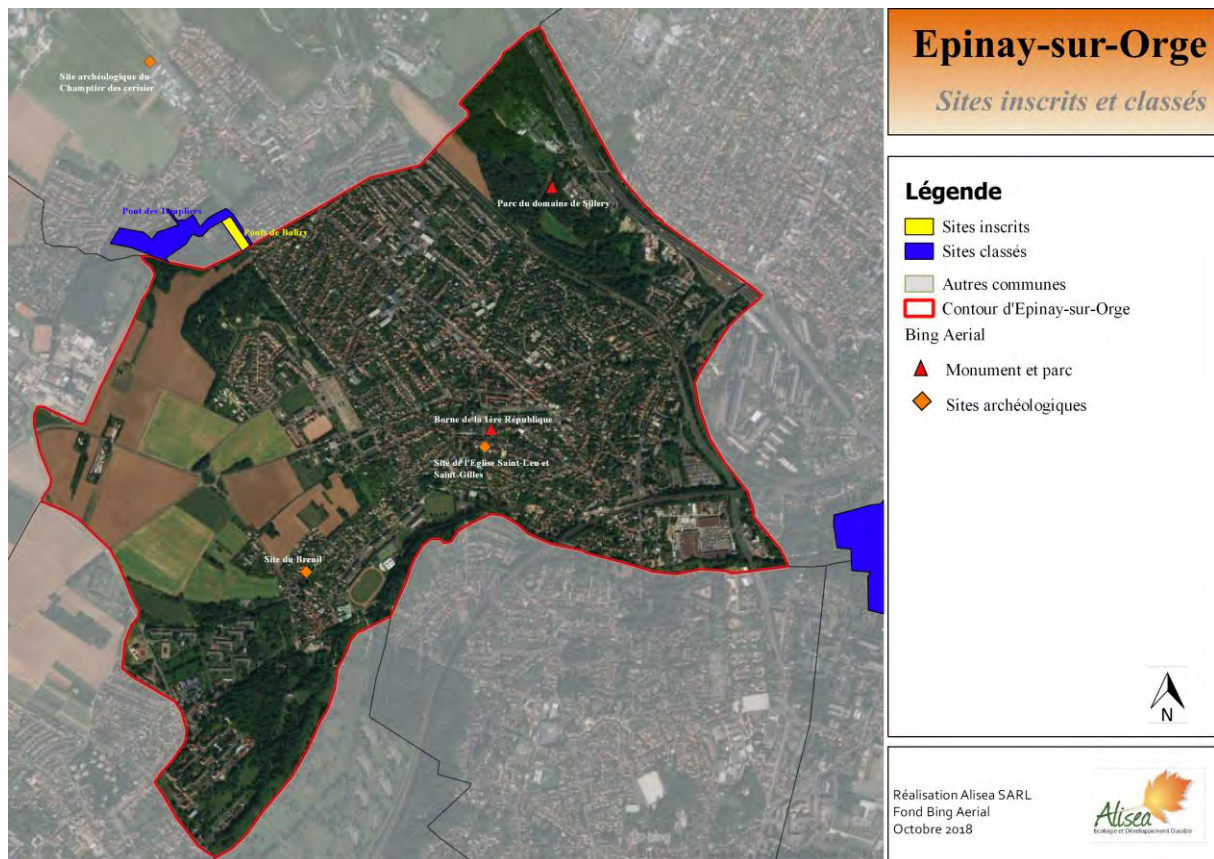 Epinay-sur-Orge
Sites inscrits et classés
Site archéologique du
Champtier des cerisier
Pont des Templiers
Ponts de Balizy
Parc du domaine de Sillery
Borne de la 1ère République
Site de l'Eglise Saint-Leu et
Saint-Gilles
Site du Breuil
Légende
Sites inscrits
Sites classés
Autres communes
Contour d'Epinay-sur-Orge
Bing Aerial
Monument et parc
Sites archéologiques
N
Réalisation Alisea SARL
Fond Bing Aerial
Octobre 2018
Alisea
Ecologie et Développement Durable